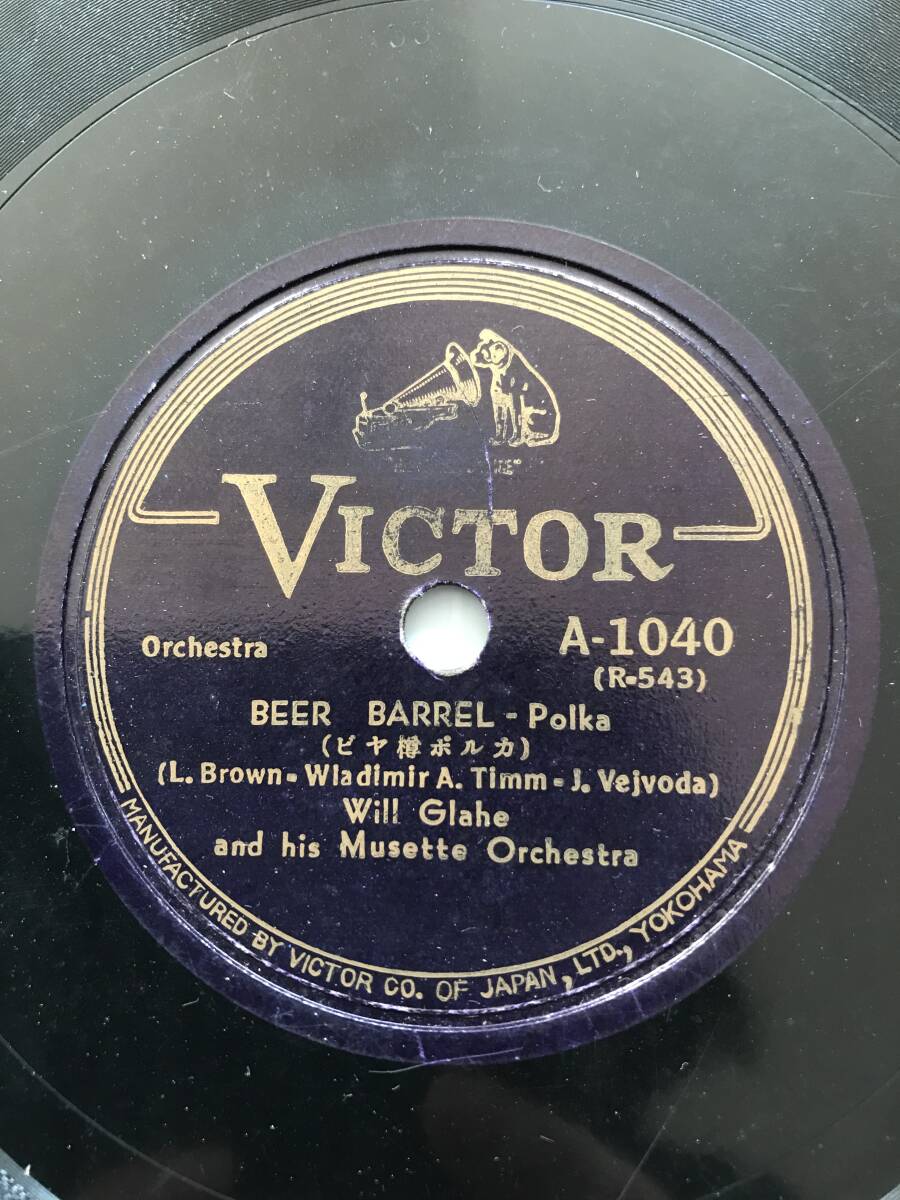 VICTOR
Orchestra
A-1040
(R-543)
BEER BARREL - Polka
(ビヤ樽ポルカ)
(L. Brown - Wladimir A. Timm - J. Vejvoda)
Will Glahe
and his Musette Orchestra
MANUFACTURED BY VICTOR CO. OF JAPAN, LTD., YOKOHAMA